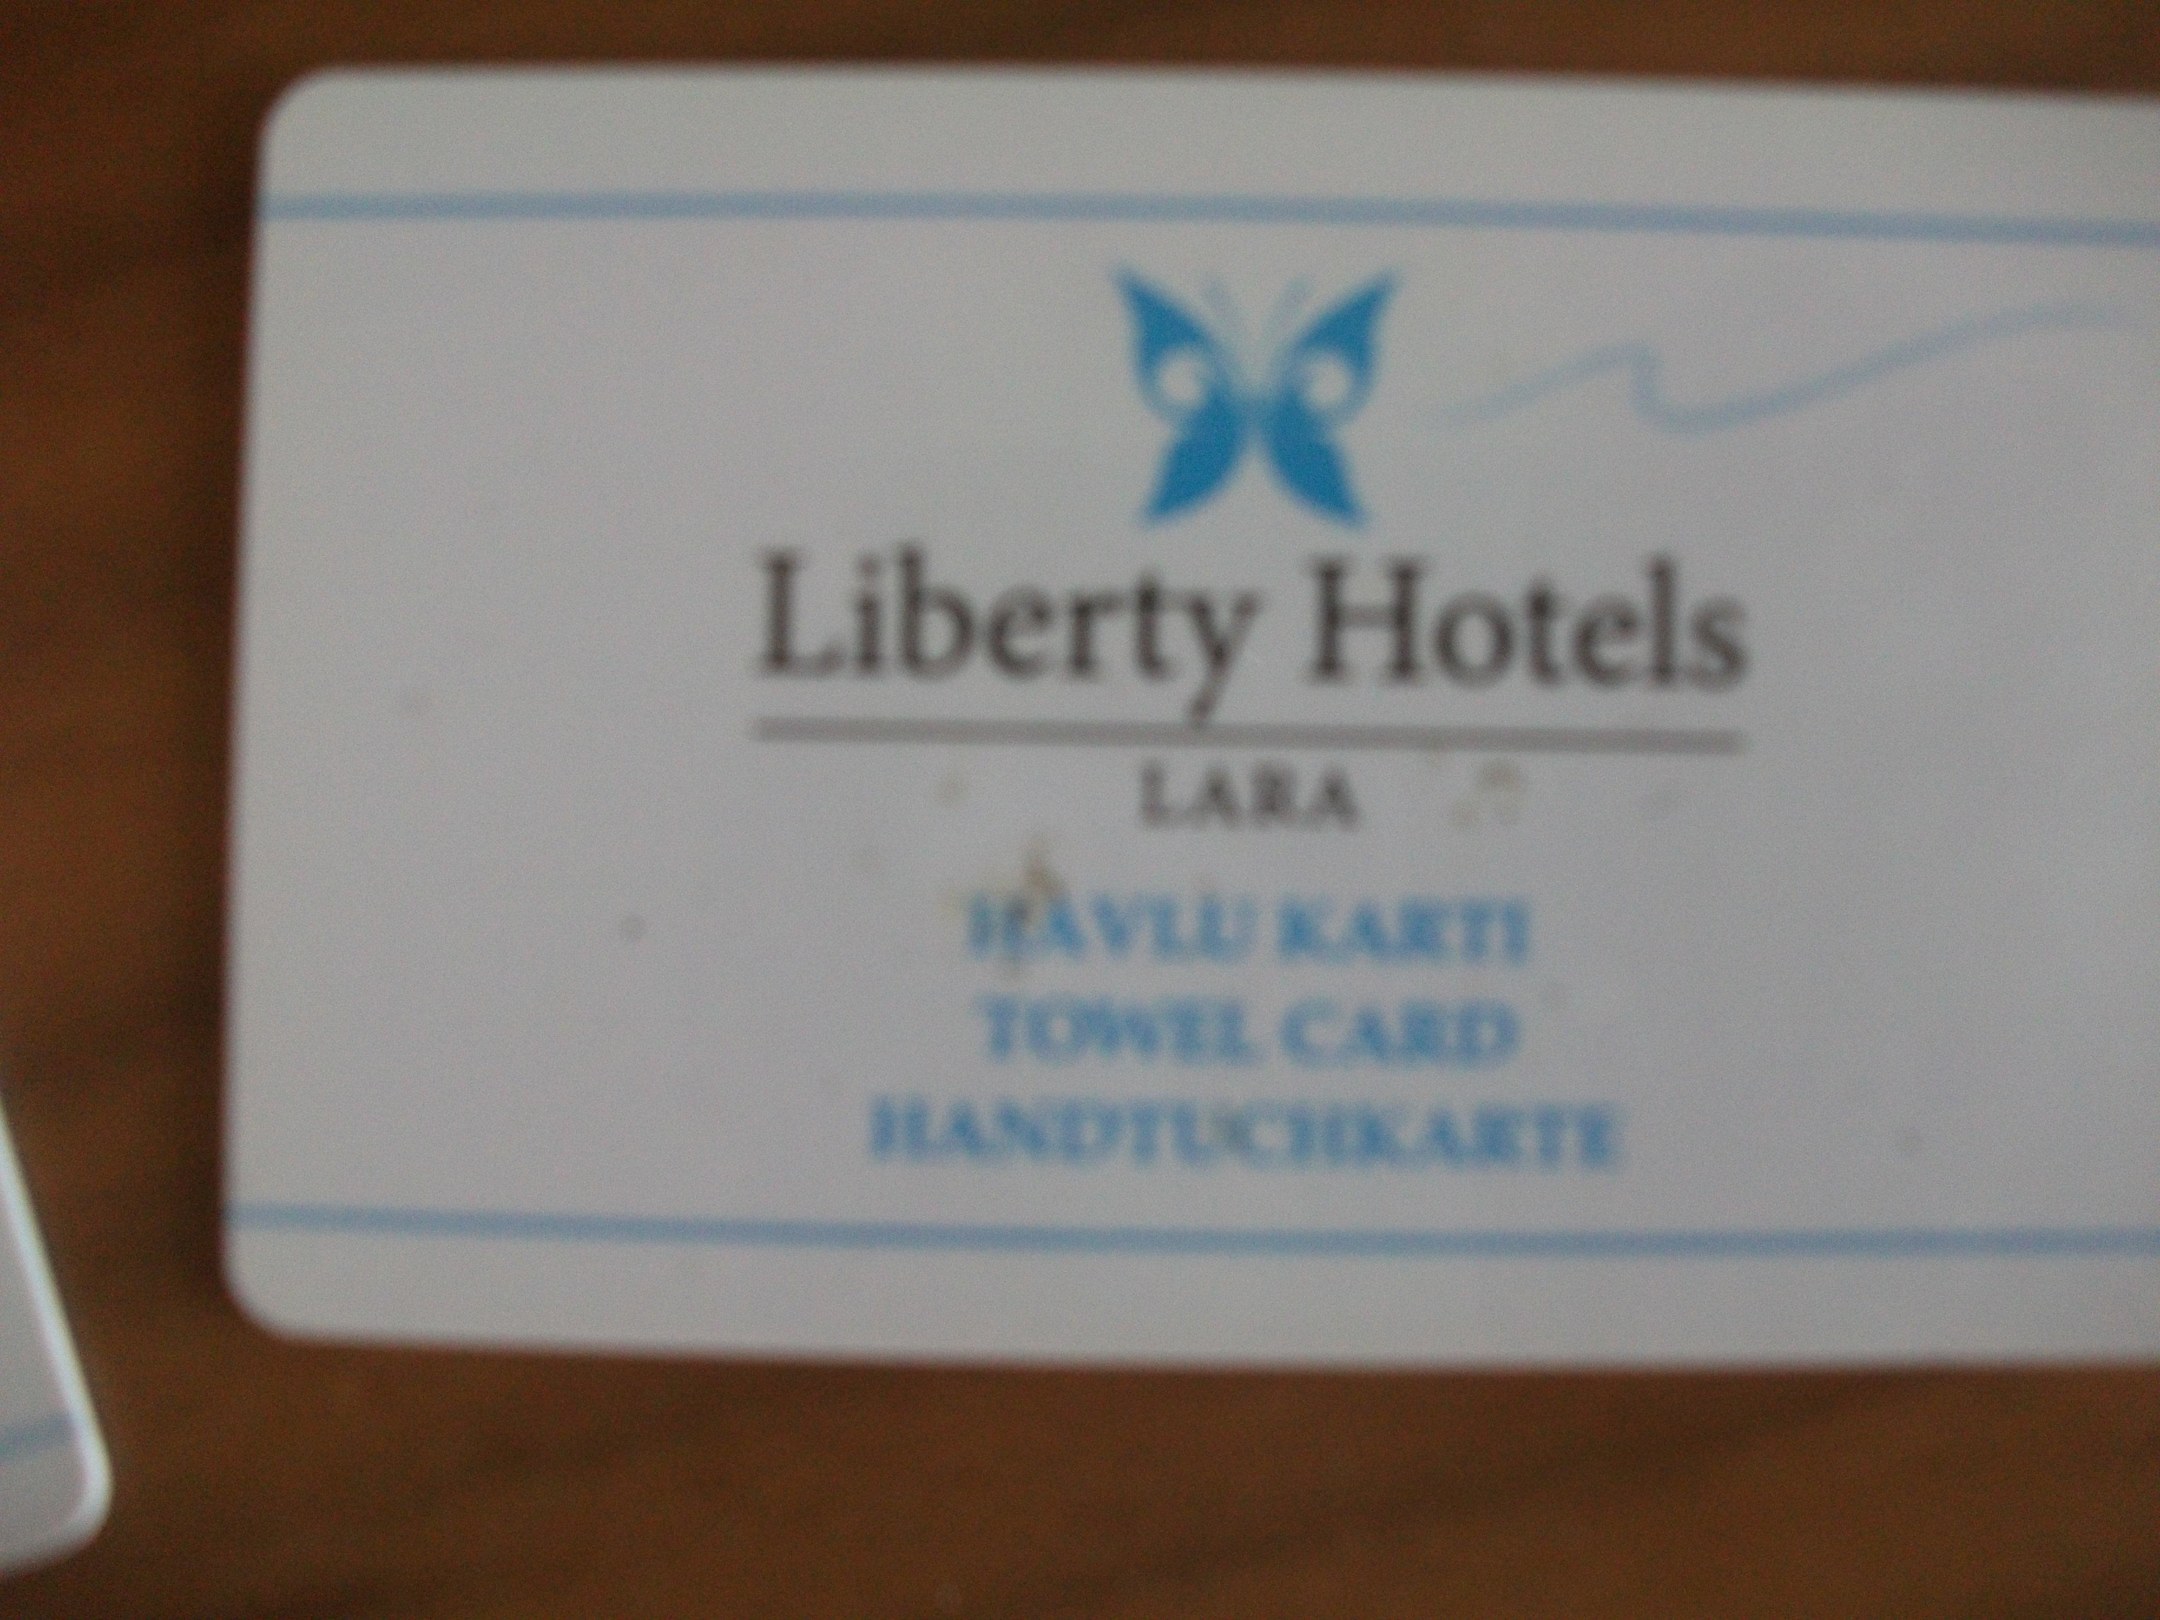 Liberty Hotels
LARA
HAVLU KARTI
TOWEL CARD
HANDTUCHKARTE